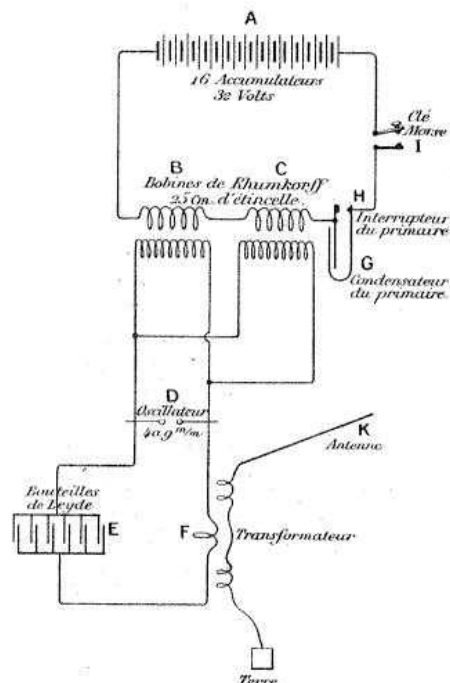 A
16 Accumulateurs
32 Volts
Clé
Morse
I
B
C
Bobines de Rhumkorff
25 cm. d'étincelle.
H
Interrupteur
du primaire
G
Condensateur
du primaire
D
Oscillateur
4 à 9 m/m
K
Antenne
Bouteilles
de Leyde
E
F
Transformateur
Terre